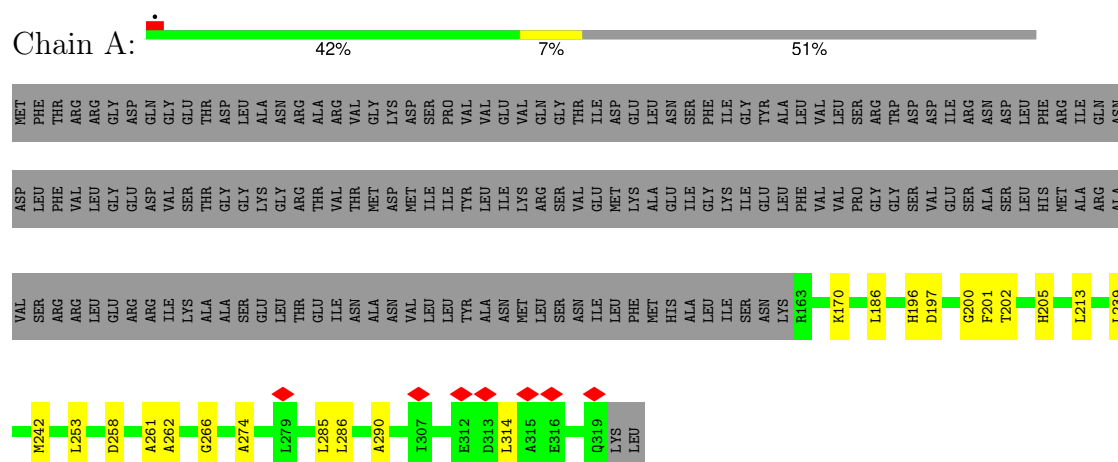 Chain A:
42% 7% 51%
MET PHE THR ARG ARG GLY ASP GLN GLY GLU THR ASP LEU ALA ASN ARG ALA ARG VAL GLY LYS ASP SER PRO VAL VAL GLU VAL GLN GLY THR ILE ASP GLU LEU ASN SER PHE ILE GLY TYR ALA LEU VAL LEU SER ARG TRP ASP ASP ILE ARG ASN ASP LEU PHE ARG ILE GLN ASN
ASP LEU PHE VAL LEU GLY GLU ASP VAL SER THR GLY GLY LYS GLY ARG THR VAL THR MET ASP MET ILE ILE TYR LEU ILE LYS ARG SER VAL GLU MET LYS ALA GLU ILE GLY LYS ILE GLU LEU PHE VAL VAL PRO GLY GLY SER VAL GLU SER ALA SER LEU HIS MET ALA ARG ALA
VAL SER ARG ARG LEU GLU ARG ARG ILE LYS ALA ALA SER GLU LEU THR GLU ILE ASN ALA ASN VAL LEU LEU TYR ALA ASN MET LEU SER ASN ILE LEU PHE MET HIS ALA LEU ILE SER ASN LYS R163 K170 L186 H196 D197 G200 F201 T202 H205 L213 L239
M242 L253 D258 A261 A262 G266 A274 L279 L285 L286 A290 I307 E312 D313 L314 A315 E316 Q319 LYS LEU